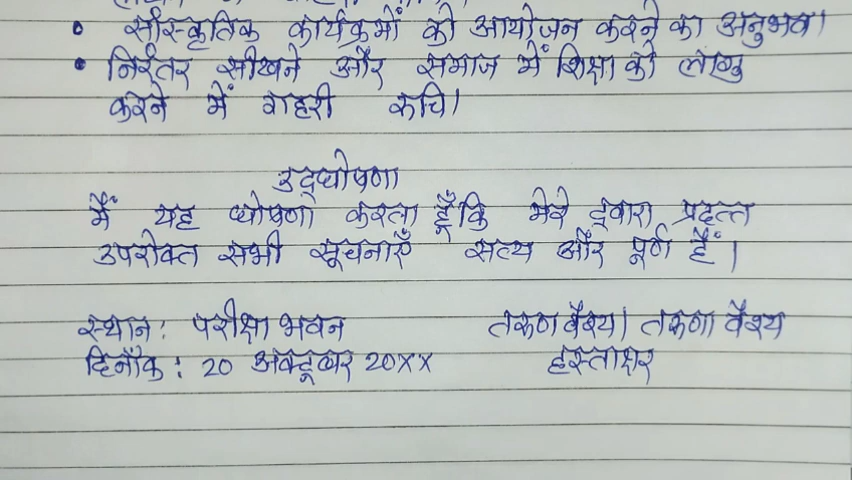 • साँस्कृतिक कार्यक्रमों को आयोजन करने का अनुभव।
• निरंतर सीखने और समाज में शिक्षा को लागु
करने में गहरी रुचि।
उद्घोषणा
मैं यह घोषणा करता हूँ कि मेरे द्वारा प्रदत्त
उपरोक्त सभी सूचनाएँ सत्य और पूर्ण हैं।
स्थान: परीक्षा भवन तरुण वैश्य। तरुणा वैश्य
दिनाँक: 20 अक्टूबर 20XX हस्ताक्षर